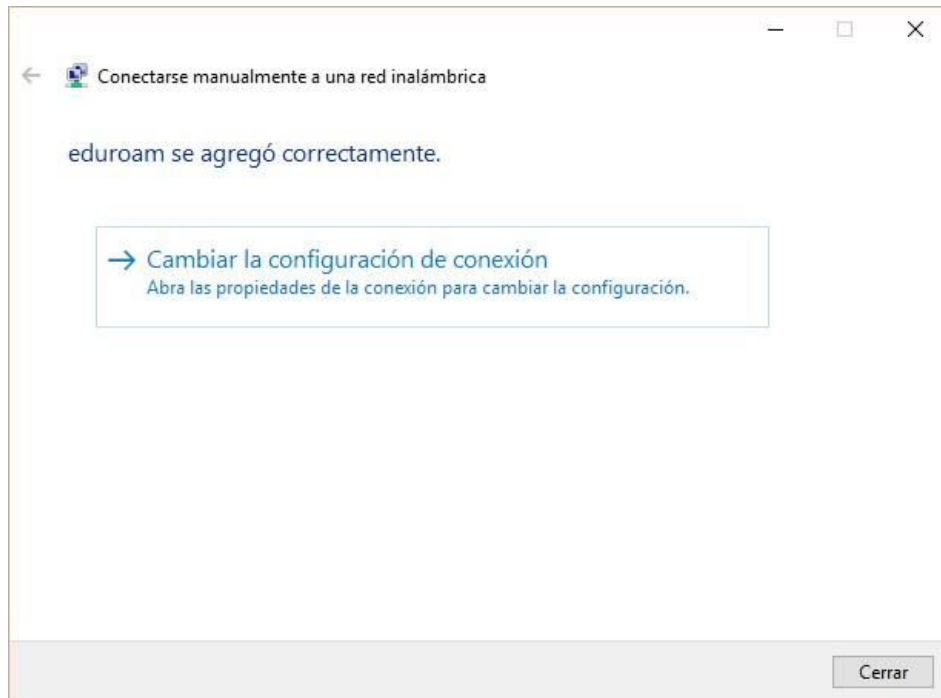 Conectarse manualmente a una red inalámbrica
eduroam se agregó correctamente.
Cambiar la configuración de conexión
Abra las propiedades de la conexión para cambiar la configuración.
Cerrar